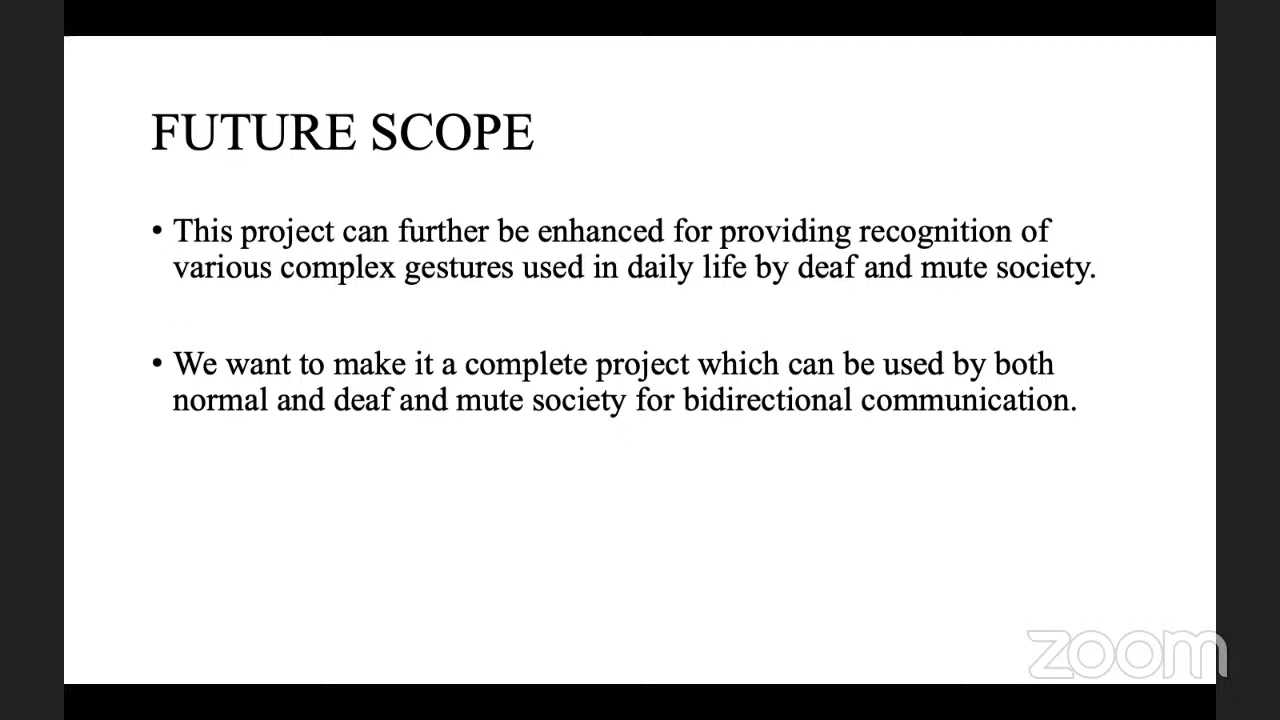 FUTURE SCOPE
• This project can further be enhanced for providing recognition of
various complex gestures used in daily life by deaf and mute society.
• We want to make it a complete project which can be used by both
normal and deaf and mute society for bidirectional communication.
zoom